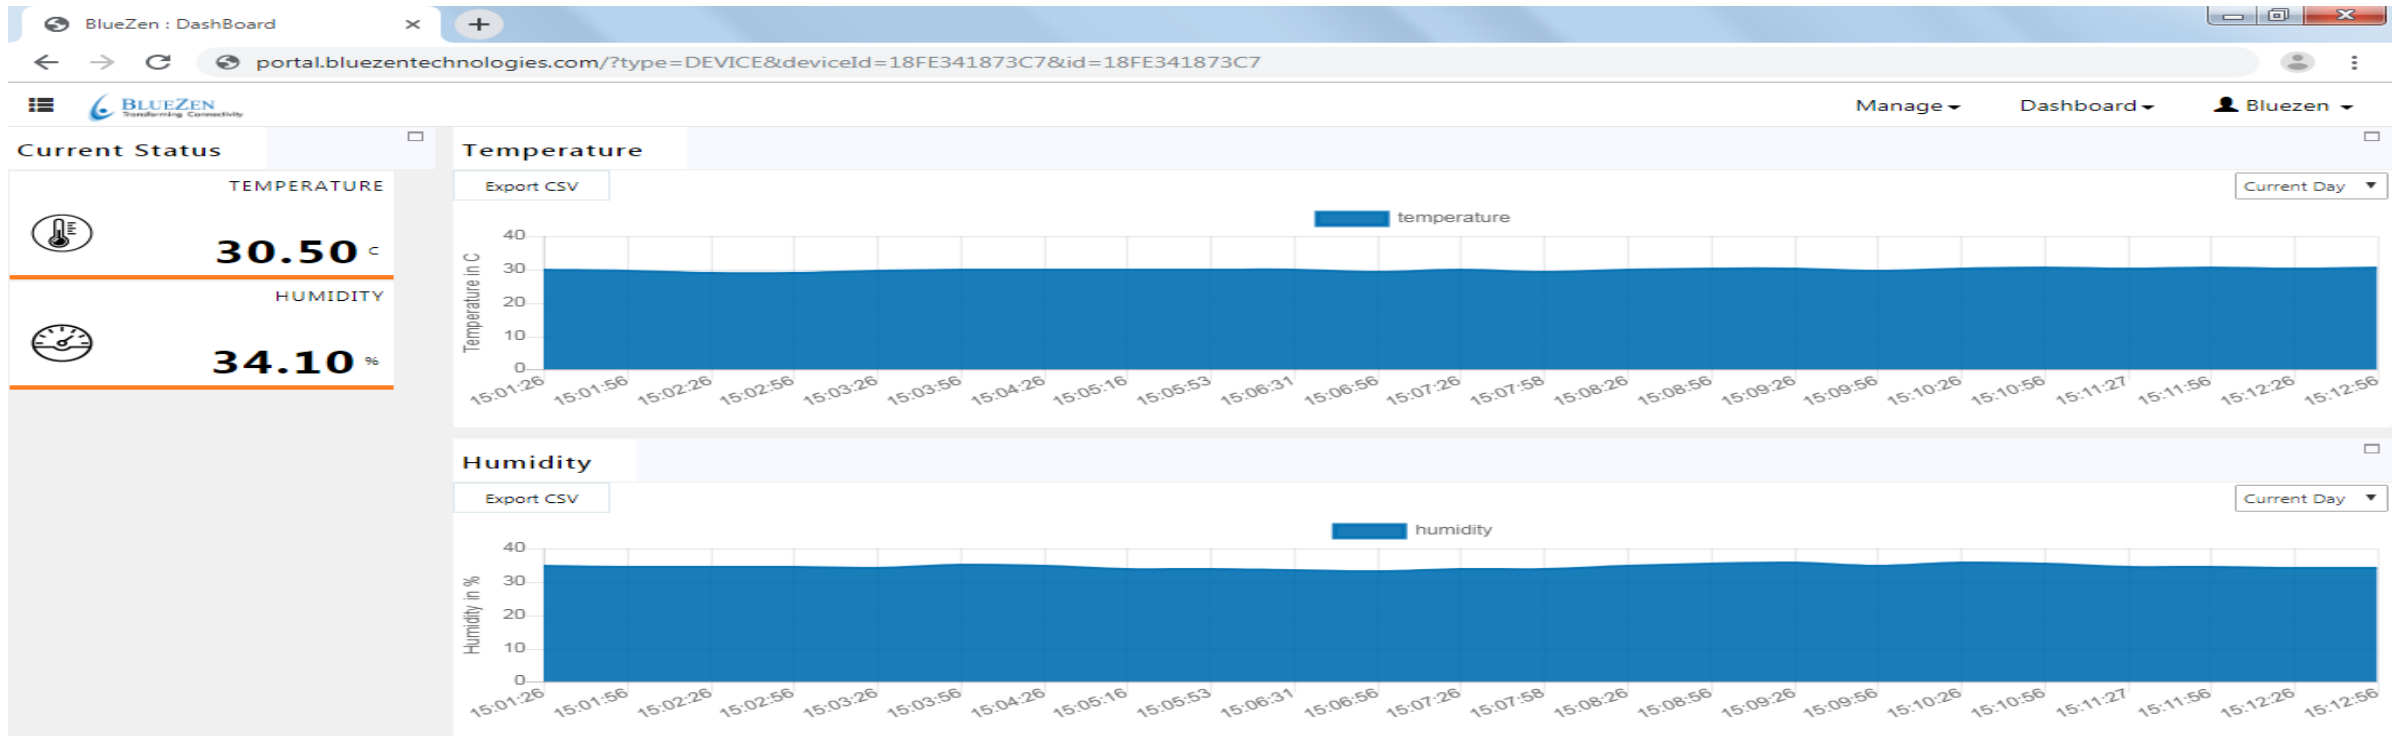 BlueZen : DashBoard
portal.bluezentechnologies.com/?type=DEVICE&deviceId=18FE341873C7&id=18FE341873C7
BLUEZEN
Transforming Connectivity
Manage
Dashboard
Bluezen
Current Status
TEMPERATURE
30.50 C
HUMIDITY
34.10 %
Temperature
Export CSV
Current Day
temperature
Temperature in C
40
30
20
10
0
15:01:26 15:01:56 15:02:26 15:02:56 15:03:26 15:03:56 15:04:26 15:05:16 15:05:53 15:06:31 15:06:56 15:07:26 15:07:58 15:08:26 15:08:56 15:09:26 15:09:56 15:10:26 15:10:56 15:11:27 15:11:56 15:12:26 15:12:56
Humidity
Export CSV
Current Day
humidity
Humidity in %
40
30
20
10
0
15:01:26 15:01:56 15:02:26 15:02:56 15:03:26 15:03:56 15:04:26 15:05:16 15:05:53 15:06:31 15:06:56 15:07:26 15:07:58 15:08:26 15:08:56 15:09:26 15:09:56 15:10:26 15:10:56 15:11:27 15:11:56 15:12:26 15:12:56